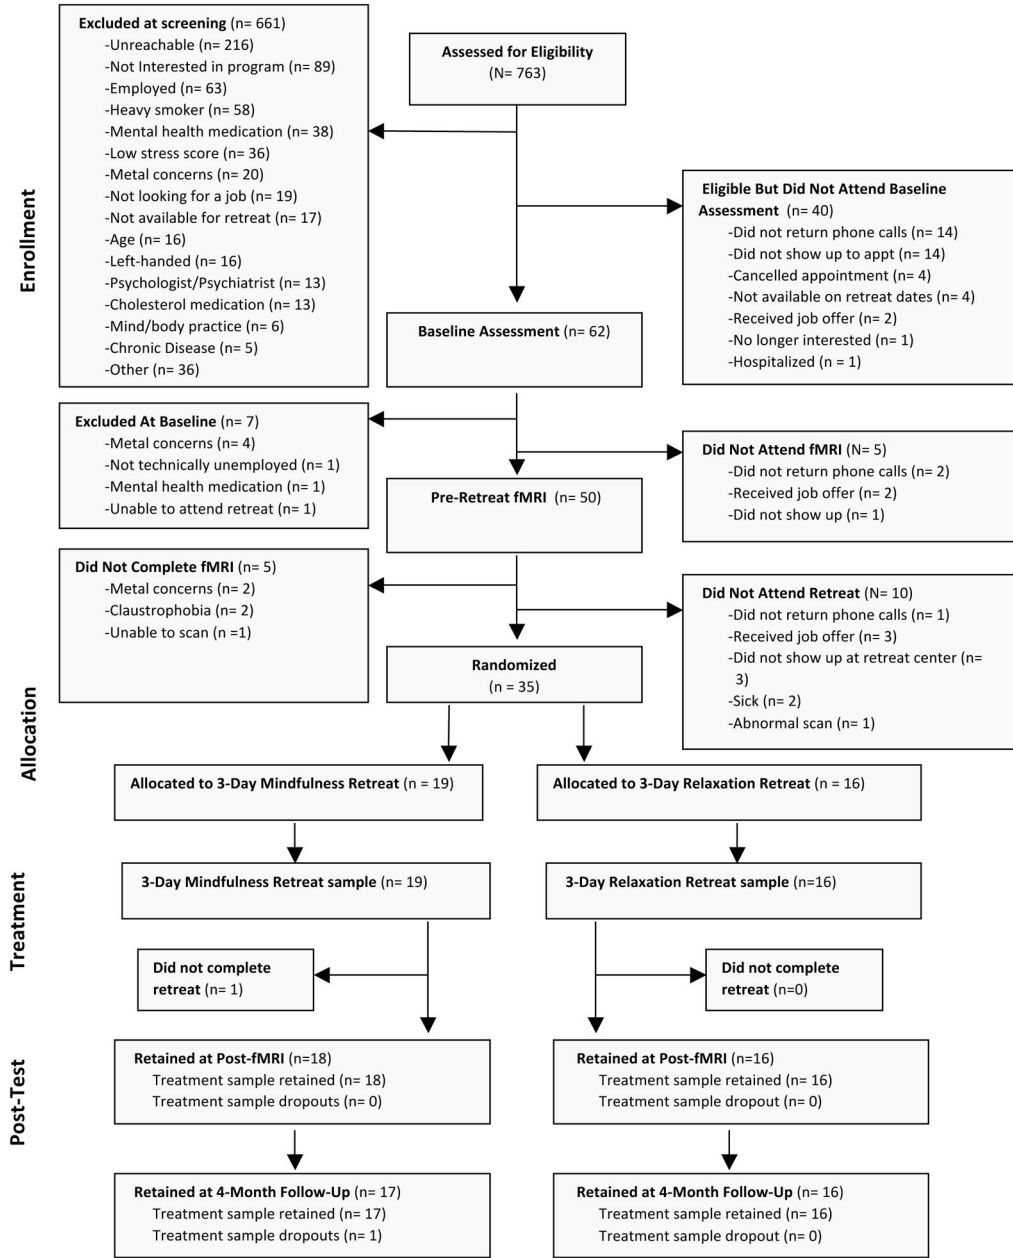 Excluded at screening (n= 661)
-Unreachable (n= 216)
-Not Interested in program (n= 89)
-Employed (n= 63)
-Heavy smoker (n= 58)
-Mental health medication (n= 38)
-Low stress score (n= 36)
-Metal concerns (n= 20)
-Not looking for a job (n= 19)
-Not available for retreat (n= 17)
-Age (n= 16)
-Left-handed (n= 16)
-Psychologist/Psychiatrist (n= 13)
-Cholesterol medication (n= 13)
-Mind/body practice (n= 6)
-Chronic Disease (n= 5)
-Other (n= 36)
Assessed for Eligibility
(N= 763)
Enrollment
Eligible But Did Not Attend Baseline
Assessment (n= 40)
-Did not return phone calls (n= 14)
-Did not show up to appt (n= 14)
-Cancelled appointment (n= 4)
-Not available on retreat dates (n= 4)
-Received job offer (n= 2)
-No longer interested (n= 1)
-Hospitalized (n = 1)
Baseline Assessment (n= 62)
Excluded At Baseline (n= 7)
-Metal concerns (n= 4)
-Not technically unemployed (n= 1)
-Mental health medication (n= 1)
-Unable to attend retreat (n= 1)
Did Not Attend fMRI (N= 5)
-Did not return phone calls (n= 2)
-Received job offer (n= 2)
-Did not show up (n= 1)
Pre-Retreat fMRI (n= 50)
Did Not Complete fMRI (n= 5)
-Metal concerns (n= 2)
-Claustrophobia (n= 2)
-Unable to scan (n =1)
Did Not Attend Retreat (N= 10)
-Did not return phone calls (n= 1)
-Received job offer (n= 3)
-Did not show up at retreat center (n=
3)
-Sick (n= 2)
-Abnormal scan (n= 1)
Randomized
(n = 35)
Allocation
Allocated to 3-Day Mindfulness Retreat (n = 19)
Allocated to 3-Day Relaxation Retreat (n = 16)
Treatment
3-Day Mindfulness Retreat sample (n= 19)
3-Day Relaxation Retreat sample (n=16)
Did not complete
retreat (n= 1)
Did not complete
retreat (n=0)
Post-Test
Retained at Post-fMRI (n=18)
Treatment sample retained (n= 18)
Treatment sample dropouts (n= 0)
Retained at Post-fMRI (n=16)
Treatment sample retained (n= 16)
Treatment sample dropout (n= 0)
Retained at 4-Month Follow-Up (n= 17)
Treatment sample retained (n= 17)
Treatment sample dropouts (n= 1)
Retained at 4-Month Follow-Up (n= 16)
Treatment sample retained (n= 16)
Treatment sample dropout (n= 0)